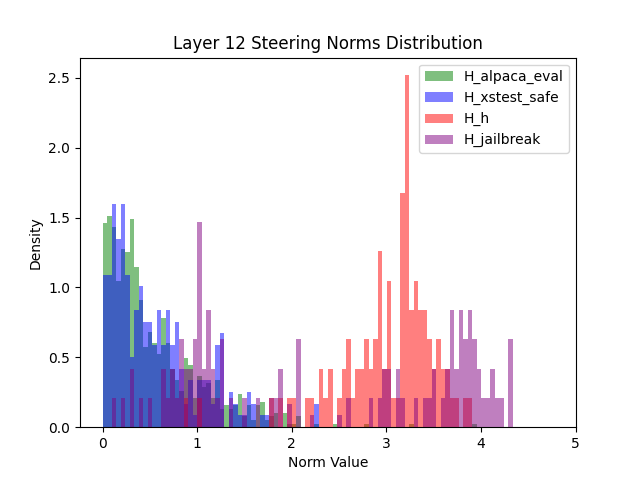 Layer 12 Steering Norms Distribution
H_alpaca_eval
H_xstest_safe
H_h
H_jailbreak
Density
2.5
2.0
1.5
1.0
0.5
0.0
0
1
2
3
4
5
Norm Value